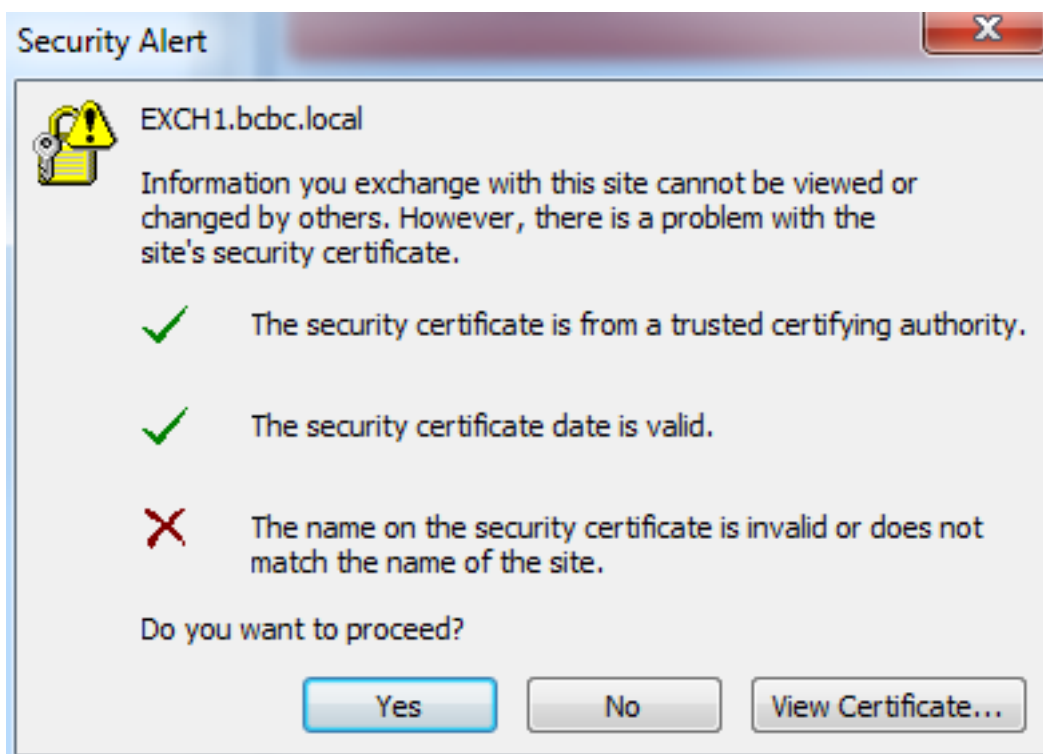 Security Alert
EXCH1.bcbc.local
Information you exchange with this site cannot be viewed or
changed by others. However, there is a problem with the
site's security certificate.
The security certificate is from a trusted certifying authority.
The security certificate date is valid.
The name on the security certificate is invalid or does not
match the name of the site.
Do you want to proceed?
Yes
No
View Certificate...